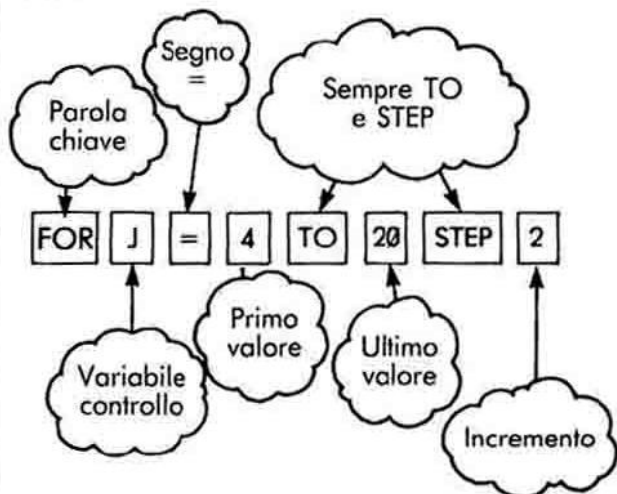 Segno
=
Parola
chiave
Sempre TO
e STEP
FOR J = 4 TO 20 STEP 2
Primo
valore
Ultimo
valore
Variabile
controllo
Incremento